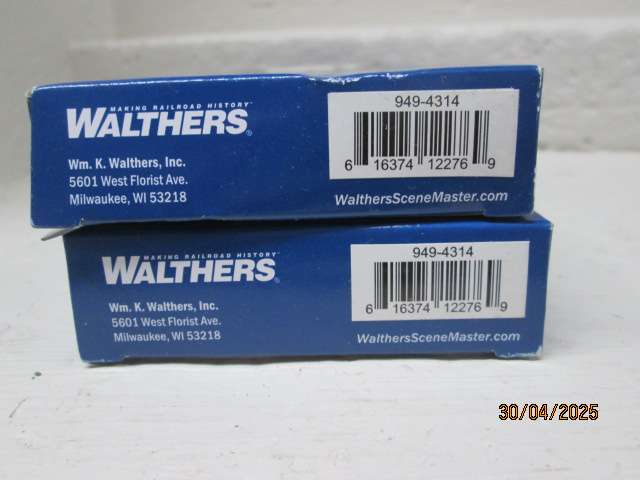 MAKING RAILROAD HISTORY™
WALTHERS®
Wm. K. Walthers, Inc.
5601 West Florist Ave.
Milwaukee, WI 53218
949-4314
6 16374 12276 9
WalthersSceneMaster.com
MAKING RAILROAD HISTORY™
WALTHERS®
Wm. K. Walthers, Inc.
5601 West Florist Ave.
Milwaukee, WI 53218
949-4314
6 16374 12276 9
WalthersSceneMaster.com
30/04/2025